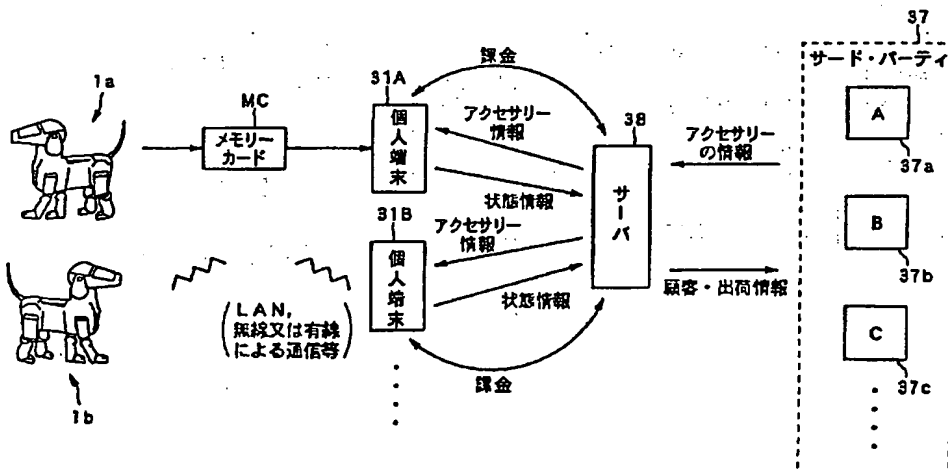 37
サード・パーティ
課金
1a
31A
MC
アクセサリー
情報
38
A
個人端末
メモリー
カード
アクセサリー
の情報
37a
サーバ
状態情報
31B
アクセサリー
情報
B
個人端末
37b
顧客・出荷情報
状態情報
(LAN,
無線又は有線
による通信等)
C
課金
37c
1b